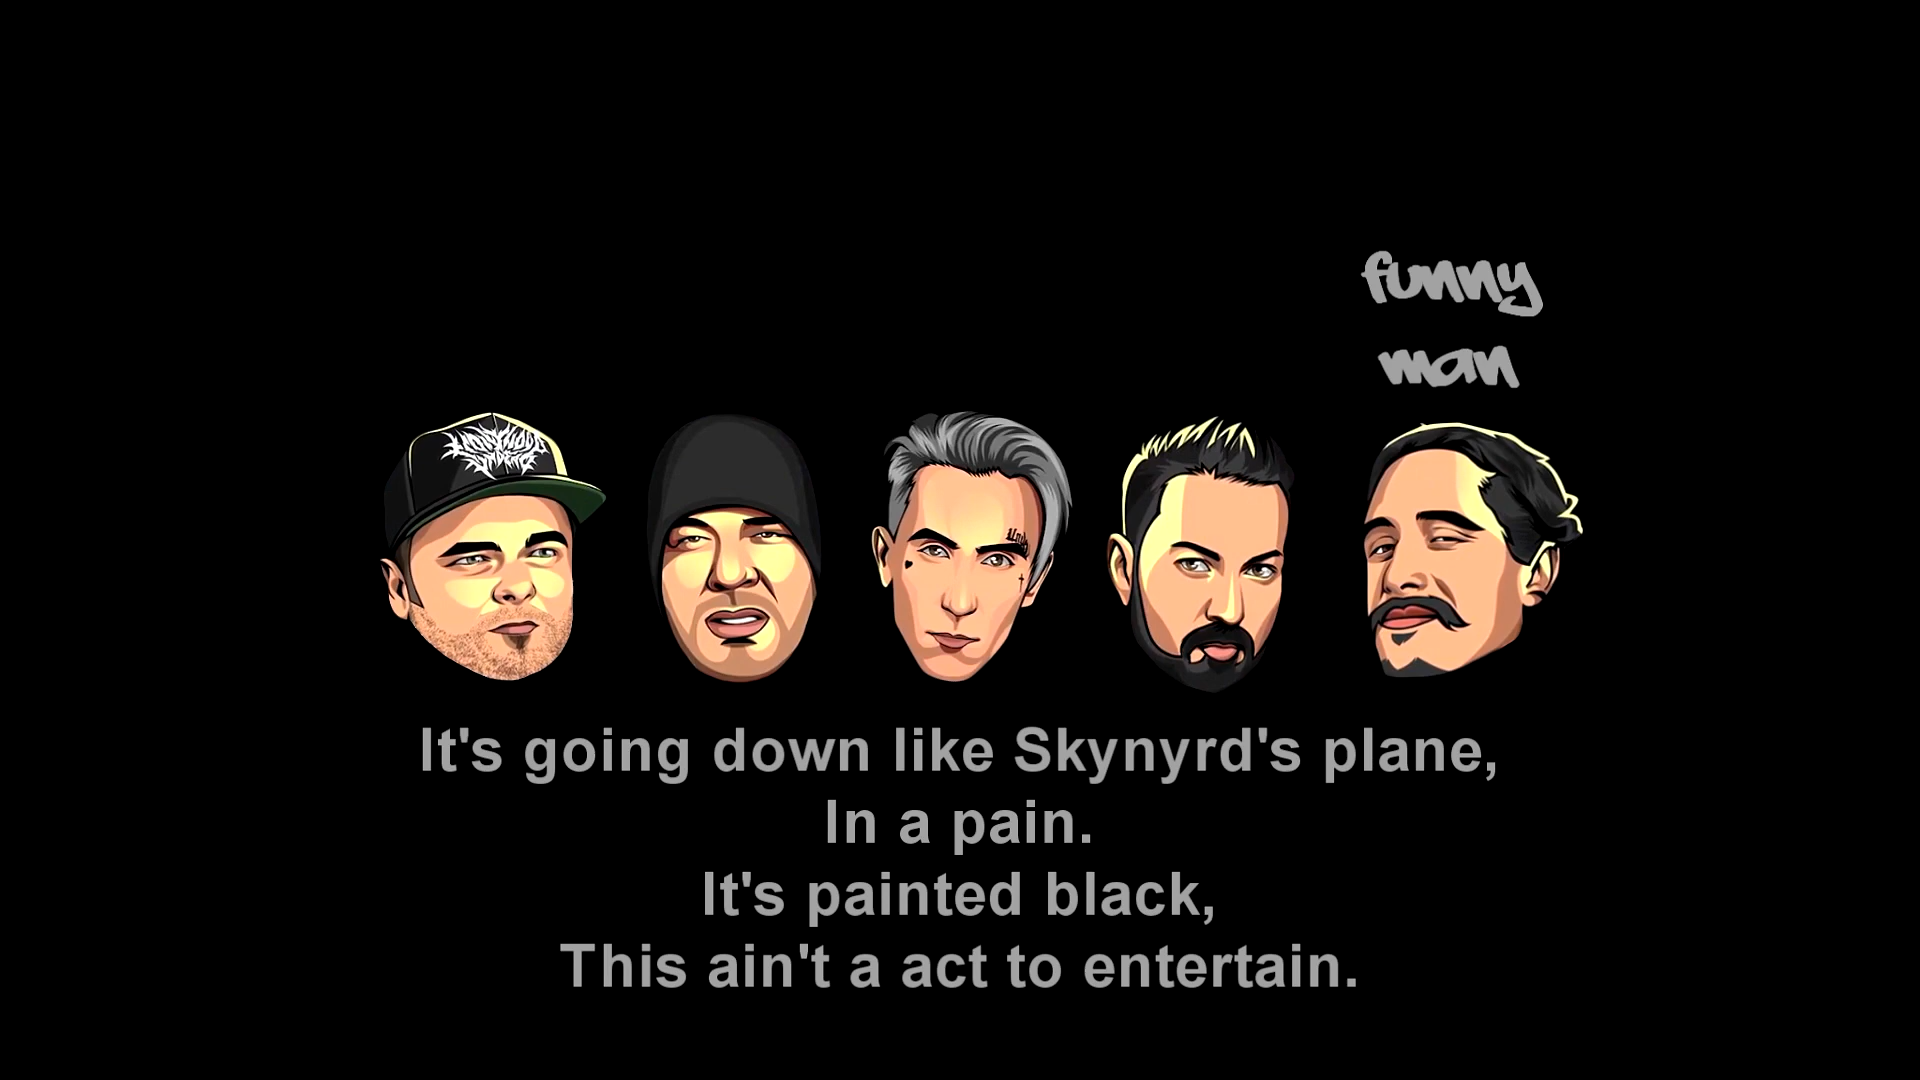 funny
man
It's going down like Skynyrd's plane,
In a pain.
It's painted black,
This ain't a act to entertain.